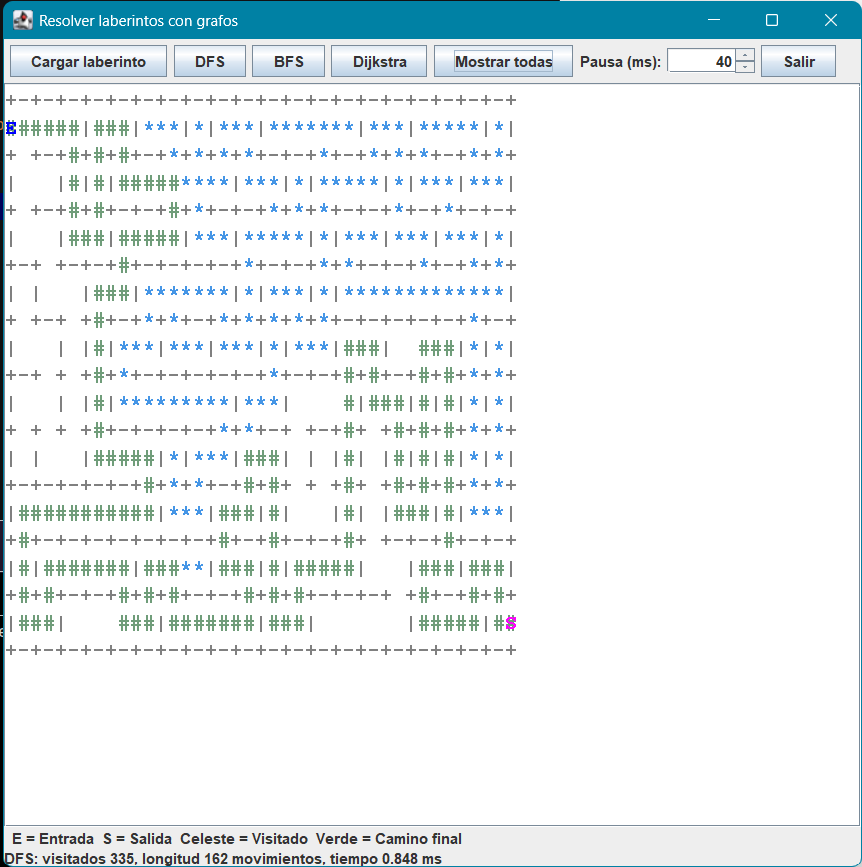 Resolver laberintos con grafos
Cargar laberinto DFS BFS Dijkstra Mostrar todas Pausa (ms): 40 Salir
+-+-+-+-+-+-+-+-+-+-+-+-+-+-+-+-+-+-+-+-+
E#####|###|***|*|***|*******|***|*****|*|
+ +-+#+#+#+-+*+*+*+*+-+-+*+-+*+*+*+-+*+*+
|   |#|#|#####****|***|*|*****|*|***|***|
+ +-+#+#+-+-+#+*+-+-+*+*+*+-+-+*+-+*+-+-+
|   |###|#####|***|*****|*|***|***|***|*|
+-+ +-+-+#+-+-+-+-+*+-+-+*+*+-+-+*+-+*+*+
| |   |###|*******|*|***|*|*************|
+ +-+ +#+-+*+*+-+*+*+*+*+*+-+-+-+-+-+*+-+
|   | |#|***|***|***|*|***|###|  ###|*|*|
+-+ + +#+*+-+-+-+-+-+*+-+-+#+#+-+#+#+*+*+
|   | |#|*********|***|    #|###|#|#|*|*|
+ + + +#+-+-+-+-+*+*+-+ +-+#+ +#+#+#+*+*+
| |   |#####|*|***|###| | |#| |#|#|#|*|*|
+-+-+-+-+-+#+*+*+-+#+#+ + +#+ +#+#+#+*+*+
|###########|***|###|#|   |#| |###|#|***|
+#+-+-+-+-+-+-+-+#+-+#+-+-+#+ +-+-+#+-+-+
|#|#######|###**|###|#|#####|   |###|###|
+#+#+-+-+#+#+#+-+-+#+#+#+-+-+-+ +#+-+#+#+
|###|    ###|#######|###|       |#####|#S
+-+-+-+-+-+-+-+-+-+-+-+-+-+-+-+-+-+-+-+-+
E = Entrada  S = Salida  Celeste = Visitado  Verde = Camino final
DFS: visitados 335, longitud 162 movimientos, tiempo 0.848 ms